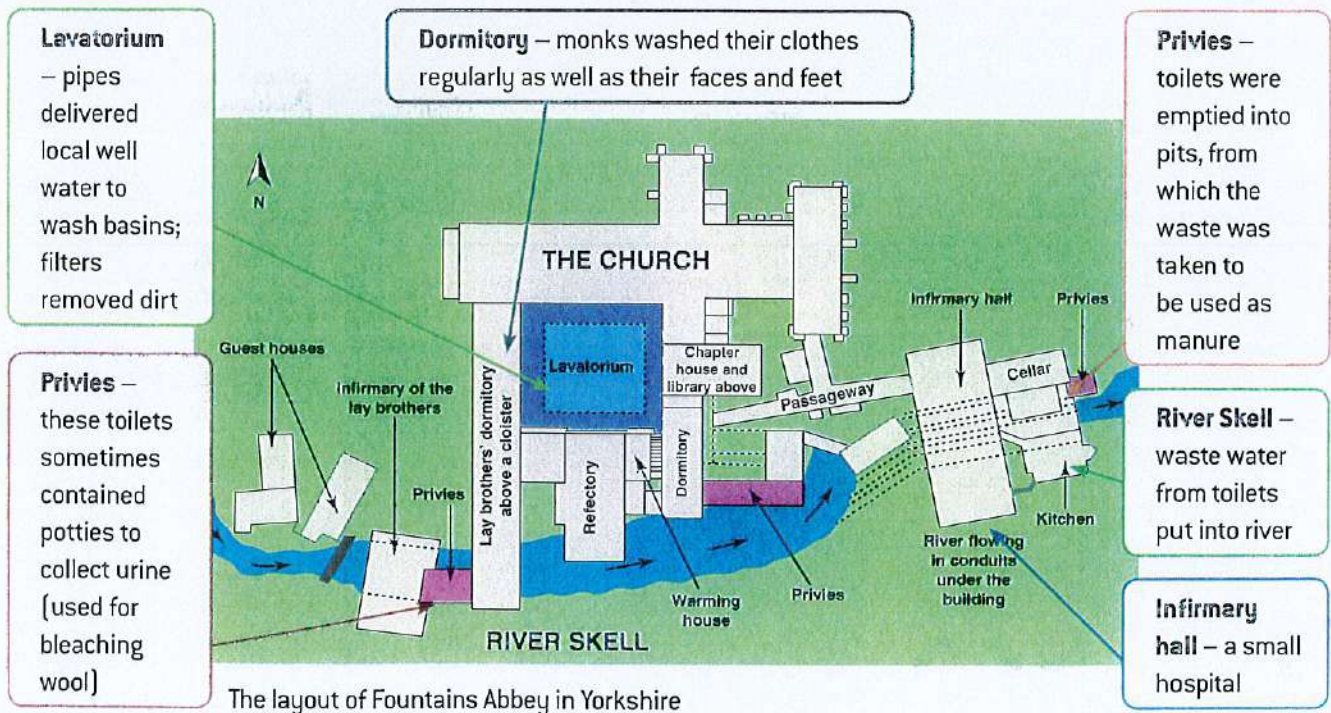 Lavatorium
– pipes
delivered
local well
water to
wash basins;
filters
removed dirt
Dormitory – monks washed their clothes
regularly as well as their faces and feet
Privies –
toilets were
emptied into
pits, from
which the
waste was
taken to
be used as
manure
Privies –
these toilets
sometimes
contained
potties to
collect urine
(used for
bleaching
wool)
River Skell –
waste water
from toilets
put into river
Infirmary
hall – a small
hospital
N
THE CHURCH
Lavatorium
Chapter
house and
library above
Passageway
Infirmary hall
Privies
Cellar
Guest houses
Infirmary of the
lay brothers
Privies
Lay brothers' dormitory
above a cloister
Refectory
Dormitory
Warming
house
Privies
River flowing
in conduits
under the
building
Kitchen
RIVER SKELL
The layout of Fountains Abbey in Yorkshire